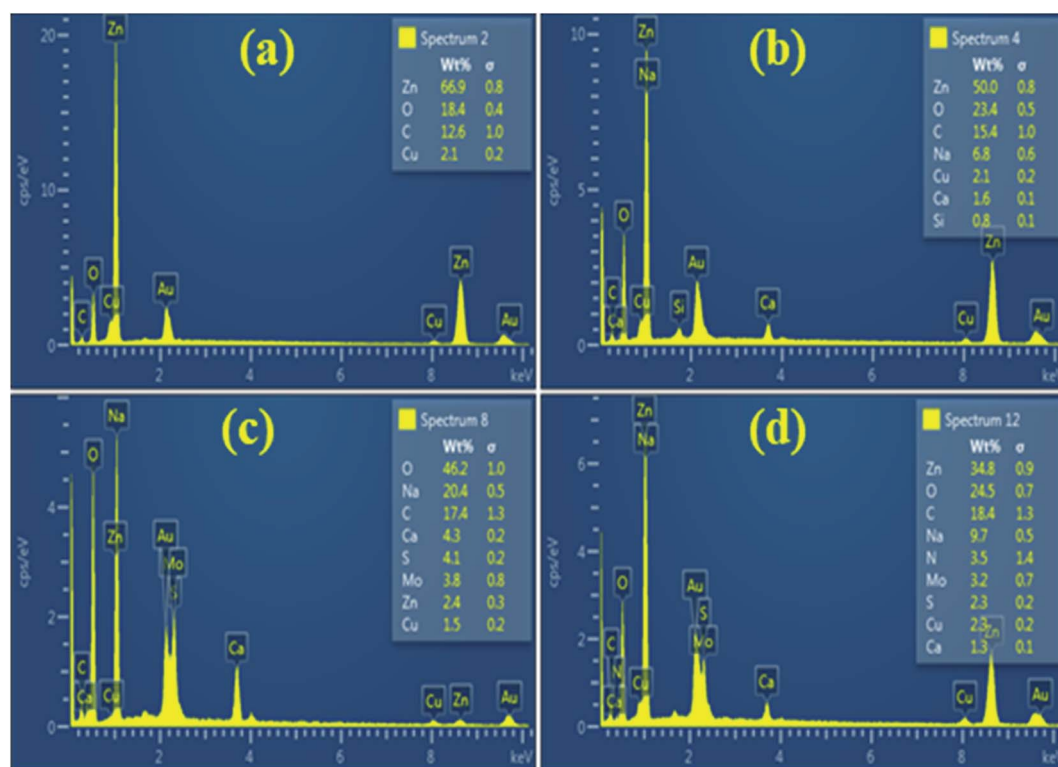 (a)
Spectrum 2
Wt% σ
Zn 66.9 0.8
O 18.4 0.4
C 12.6 1.0
Cu 2.1 0.2
cps/eV
20
10
0
Zn
O
C
Cu
Au
Cu
Zn
Au
2 4 6 8 keV
(b)
Spectrum 4
Wt% σ
Zn 50.0 0.8
O 23.4 0.5
C 15.4 1.0
Na 6.8 0.6
Cu 2.1 0.2
Ca 1.6 0.1
Si 0.8 0.1
cps/eV
10
5
0
Zn
Na
O
C
Ca
Cu
Si
Au
Ca
Cu
Zn
Au
2 4 6 8 keV
(c)
Spectrum 8
Wt% σ
O 46.2 1.0
Na 20.4 0.5
C 17.4 1.3
Ca 4.3 0.2
S 4.1 0.2
Mo 3.8 0.8
Zn 2.4 0.3
Cu 1.5 0.2
cps/eV
4
2
0
Na
O
Zn
C
Ca
Cu
Au
Mo
S
Ca
Cu
Zn
Au
2 4 6 8 keV
(d)
Spectrum 12
Wt% σ
Zn 34.8 0.9
O 24.5 0.7
C 18.4 1.3
Na 9.7 0.5
N 3.5 1.4
Mo 3.2 0.7
S 2.3 0.2
Cu 2.3 0.2
Ca 1.3 0.1
cps/eV
6
4
2
0
Zn
Na
O
C
N
Ca
Cu
Au
S
Mo
Ca
Cu
Zn
Au
2 4 6 8 keV